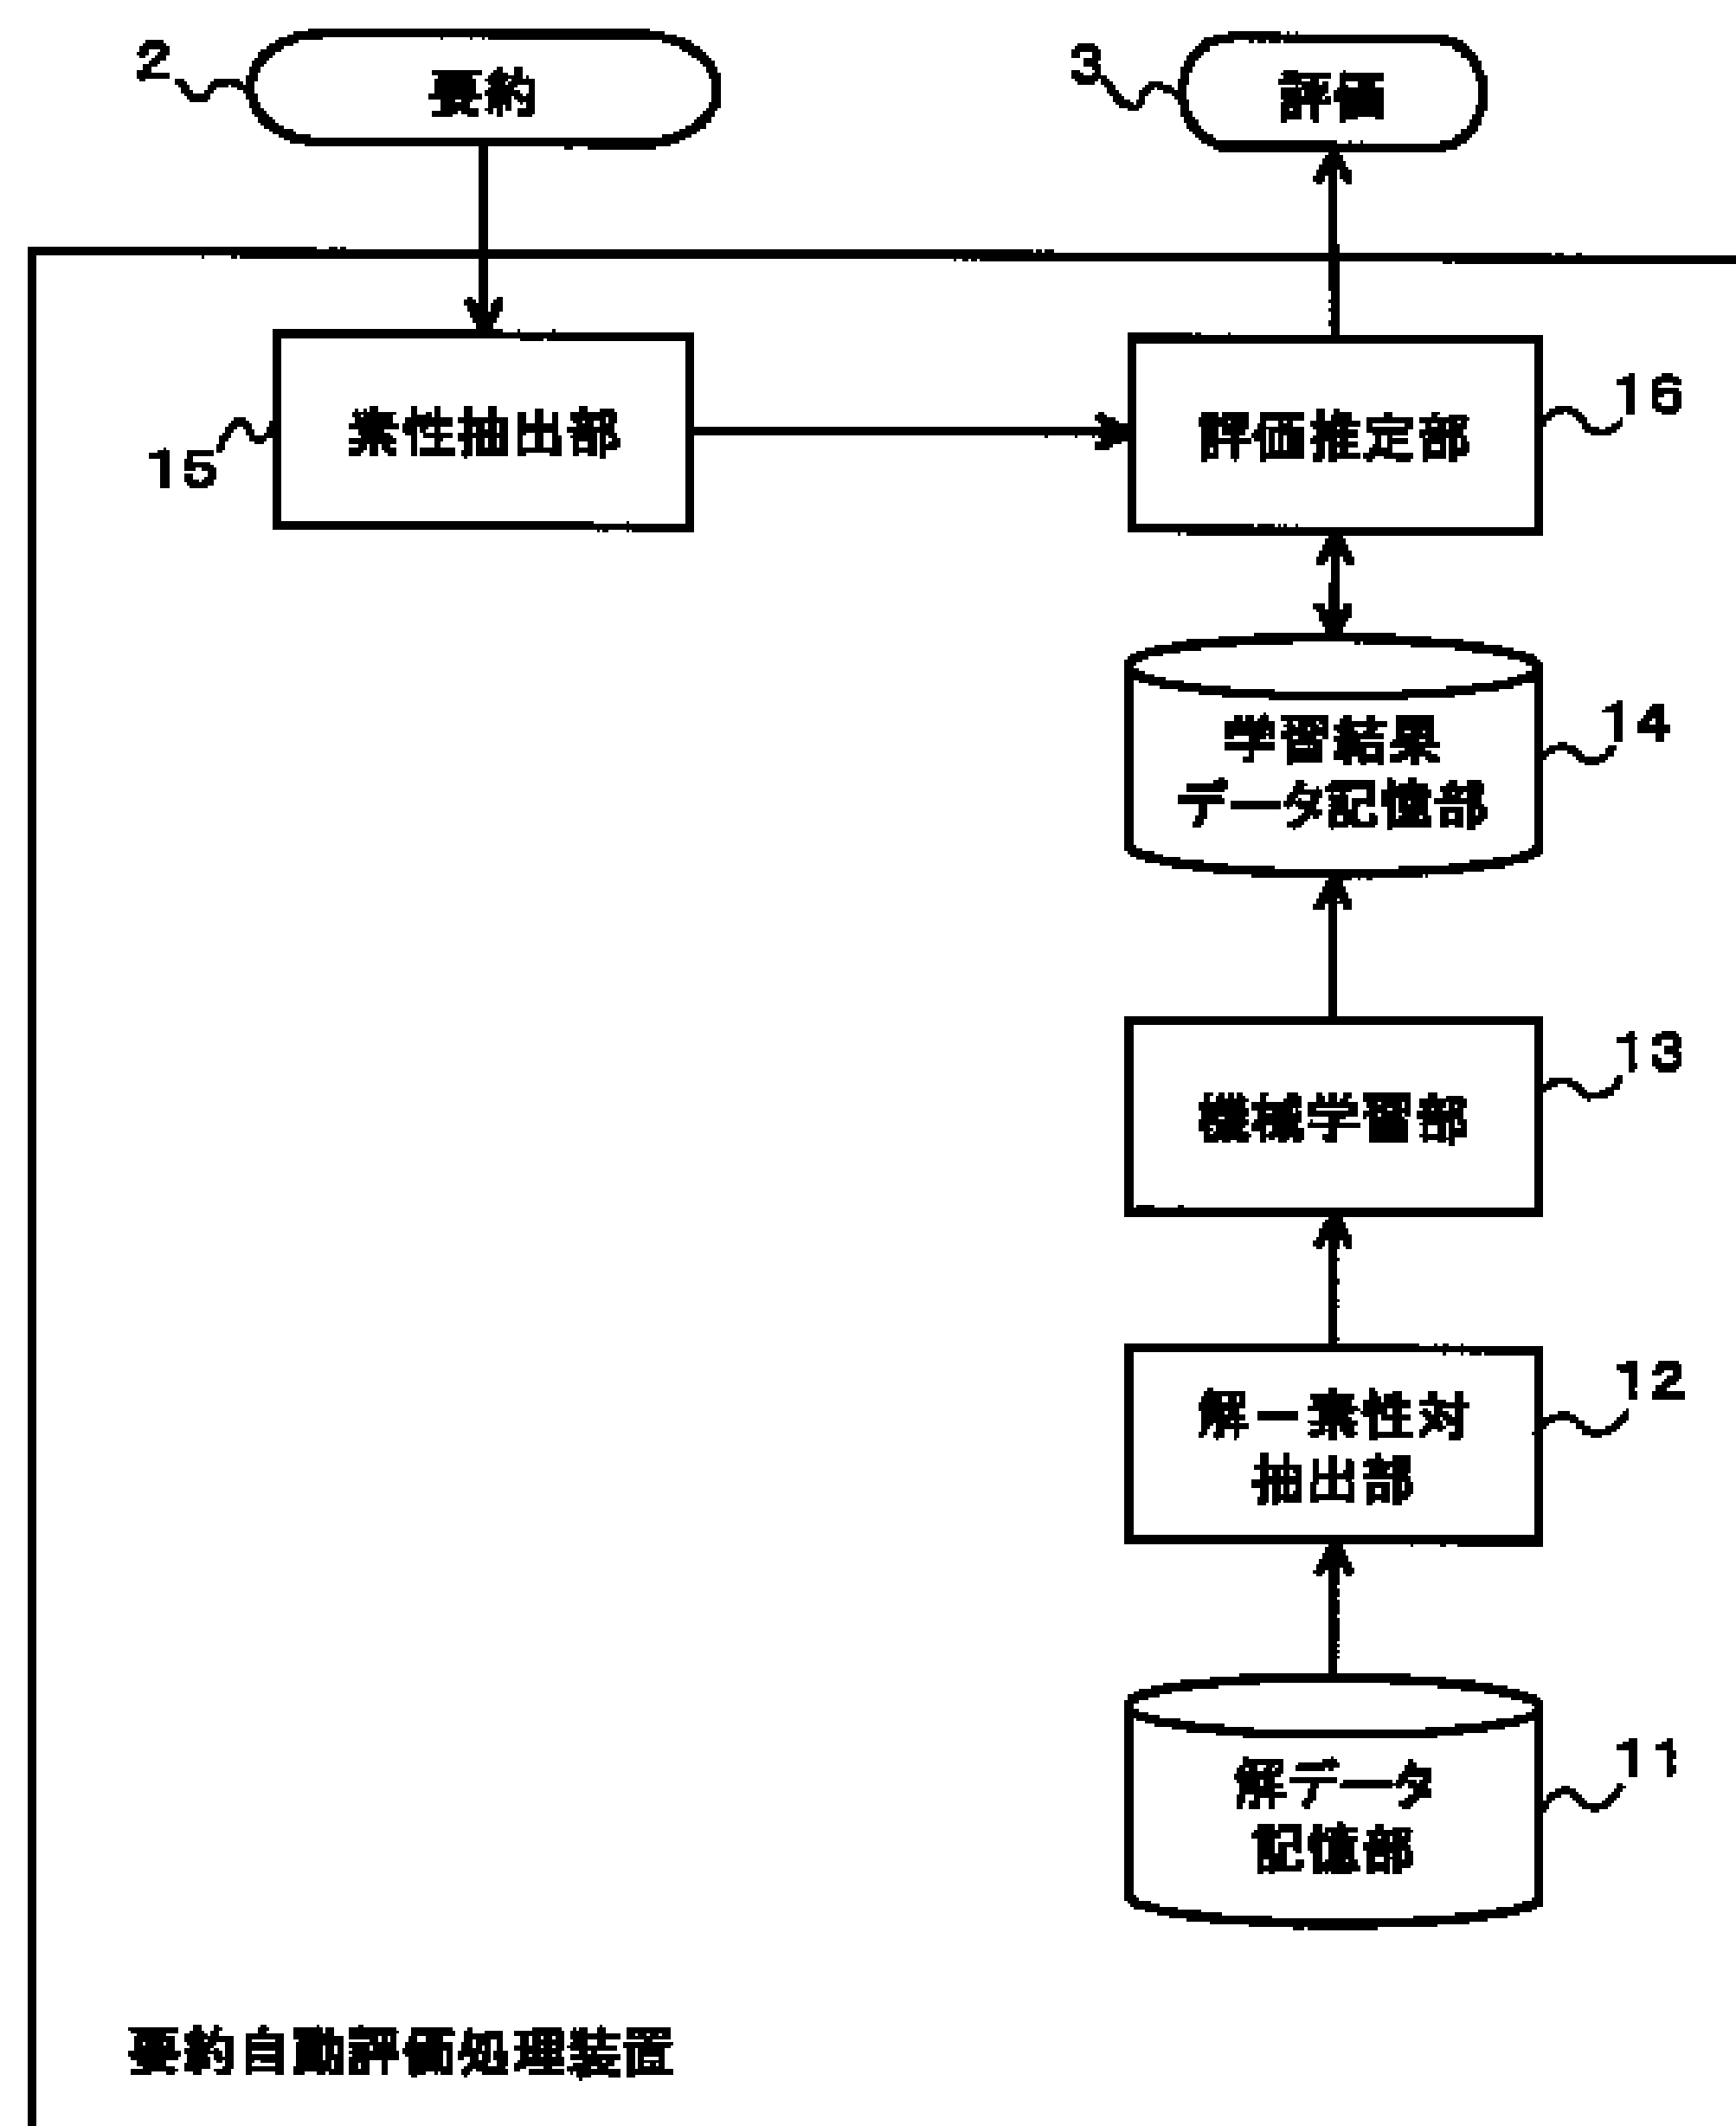 2
要約
3
評価
素性抽出部
15
評価推定部
16
学習結果
データ記憶部
14
機械学習部
13
解－素性対
抽出部
12
解データ
記憶部
11
要約自動評価処理装置